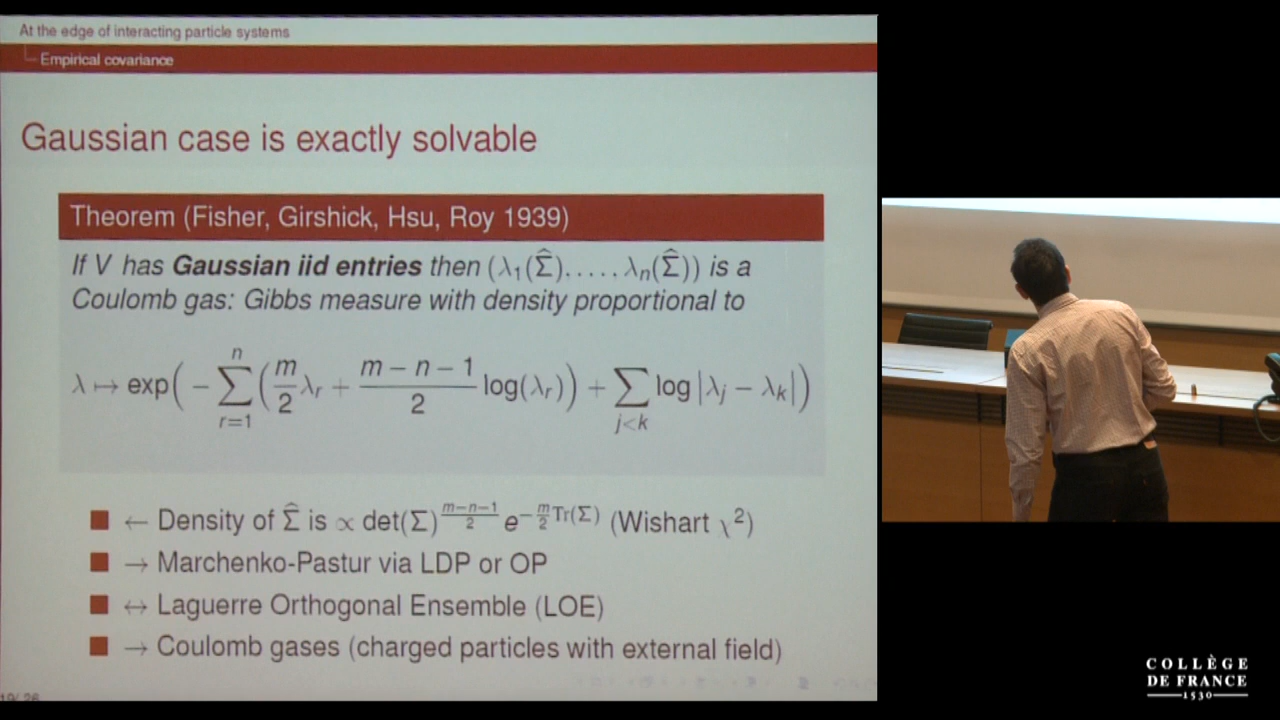 At the edge of interacting particle systems
Empirical covariance
Gaussian case is exactly solvable
Theorem (Fisher, Girshick, Hsu, Roy 1939)
If V has Gaussian iid entries then (λ₁(Σ̂),...,λₙ(Σ̂)) is a
Coulomb gas: Gibbs measure with density proportional to
λ ↦ exp( − ∑_{r=1}^{n} ( m/2 λ_r + (m − n − 1)/2 log(λ_r) ) + ∑_{j<k} log |λ_j − λ_k| )
← Density of Σ̂ is ∝ det(Σ)^{(m−n−1)/2} e^{−(m/2)Tr(Σ)} (Wishart χ²)
→ Marchenko-Pastur via LDP or OP
↔ Laguerre Orthogonal Ensemble (LOE)
→ Coulomb gases (charged particles with external field)
19/26
COLLÈGE
DE FRANCE
1530